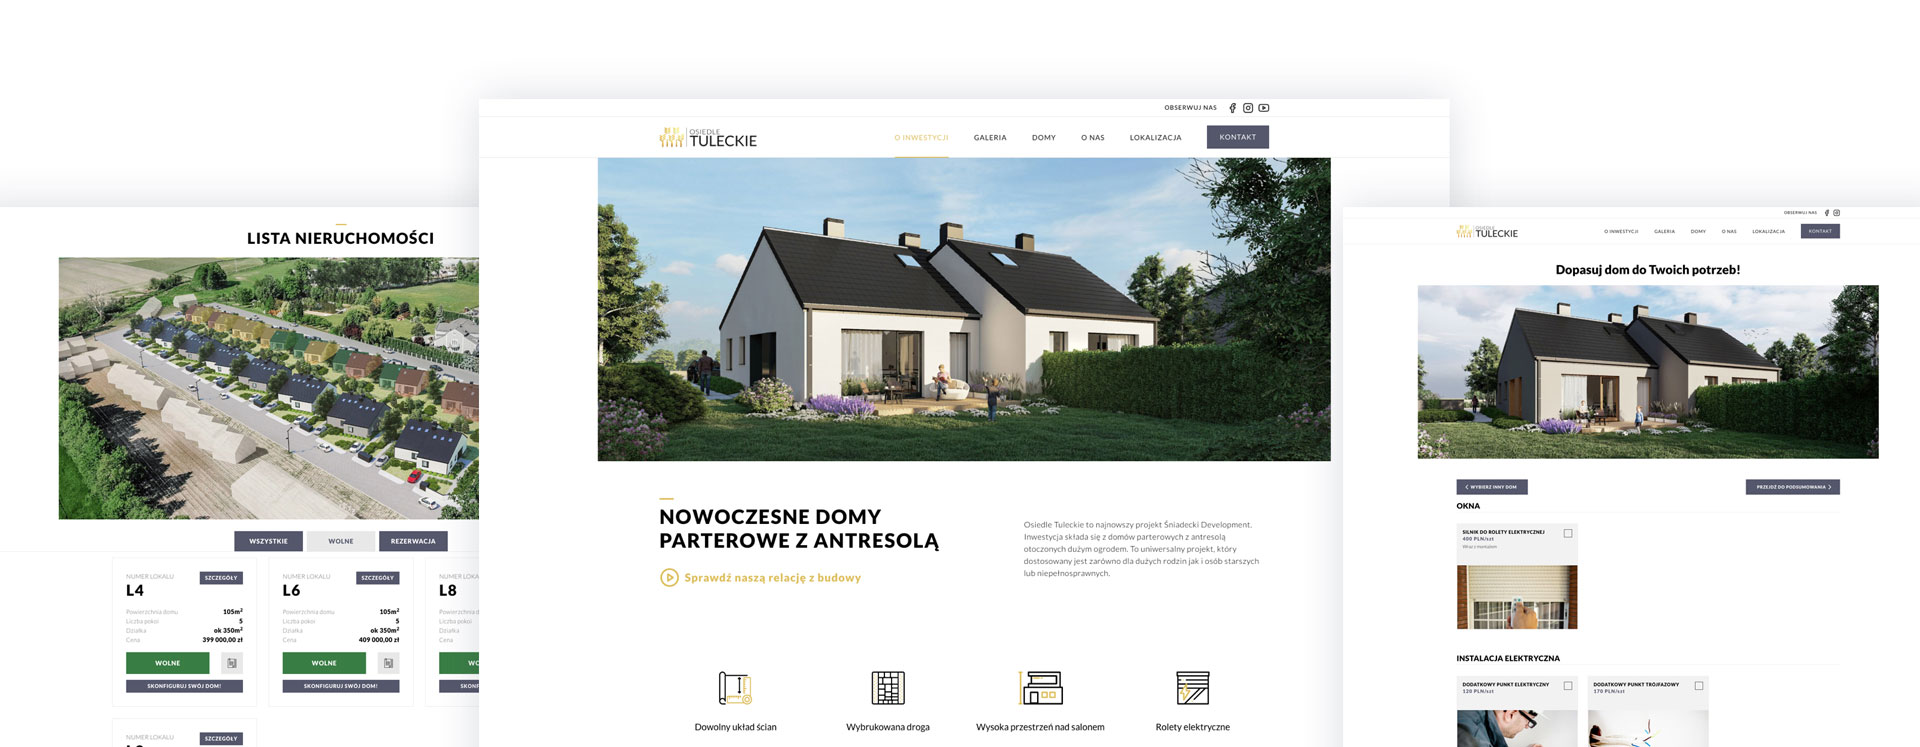 LISTA NIERUCHOMOŚCI
WSZYSTKIE
WOLNE
REZERWACJA
NUMER LOKALU
SZCZEGÓŁY
L4
Powierzchnia domu 105m²
Liczba pokoi 5
Działka ok 350m²
Cena 399 000,00 zł
WOLNE
SKONFIGURUJ SWÓJ DOM!
NUMER LOKALU
SZCZEGÓŁY
L6
Powierzchnia domu 105m²
Liczba pokoi 5
Działka ok 350m²
Cena 409 000,00 zł
WOLNE
SKONFIGURUJ SWÓJ DOM!
NUMER LOKA
L8
Powierzchnia d
Liczba pokoi
Działka
Cena
WO
SKONF
NUMER LOKALU
SZCZEGÓŁY
OBSERWUJ NAS
OSIEDLE
TULECKIE
O INWESTYCJI
GALERIA
DOMY
O NAS
LOKALIZACJA
KONTAKT
NOWOCZESNE DOMY
PARTEROWE Z ANTRESOLĄ
Sprawdź naszą relację z budowy
Osiedle Tuleckie to najnowszy projekt Śniadecki Development.
Inwestycja składa się z domów parterowych z antresolą
otoczonych dużym ogrodem. To uniwersalny projekt, który
dostosowany jest zarówno dla dużych rodzin jak i osób starszych
lub niepełnosprawnych.
Dowolny układ ścian
Wybrukowana droga
Wysoka przestrzeń nad salonem
Rolety elektryczne
OBSERWUJ NAS
OSIEDLE
TULECKIE
O INWESTYCJI
GALERIA
DOMY
O NAS
LOKALIZACJA
KONTAKT
Dopasuj dom do Twoich potrzeb!
WYBIERZ INNY DOM
PRZEJDŹ DO PODSUMOWANIA
OKNA
SILNIK DO ROLETY ELEKTRYCZNEJ
400 PLN/szt
Wraz z montażem
INSTALACJA ELEKTRYCZNA
DODATKOWY PUNKT ELEKTRYCZNY
120 PLN/szt
DODATKOWY PUNKT TRÓJFAZOWY
170 PLN/szt